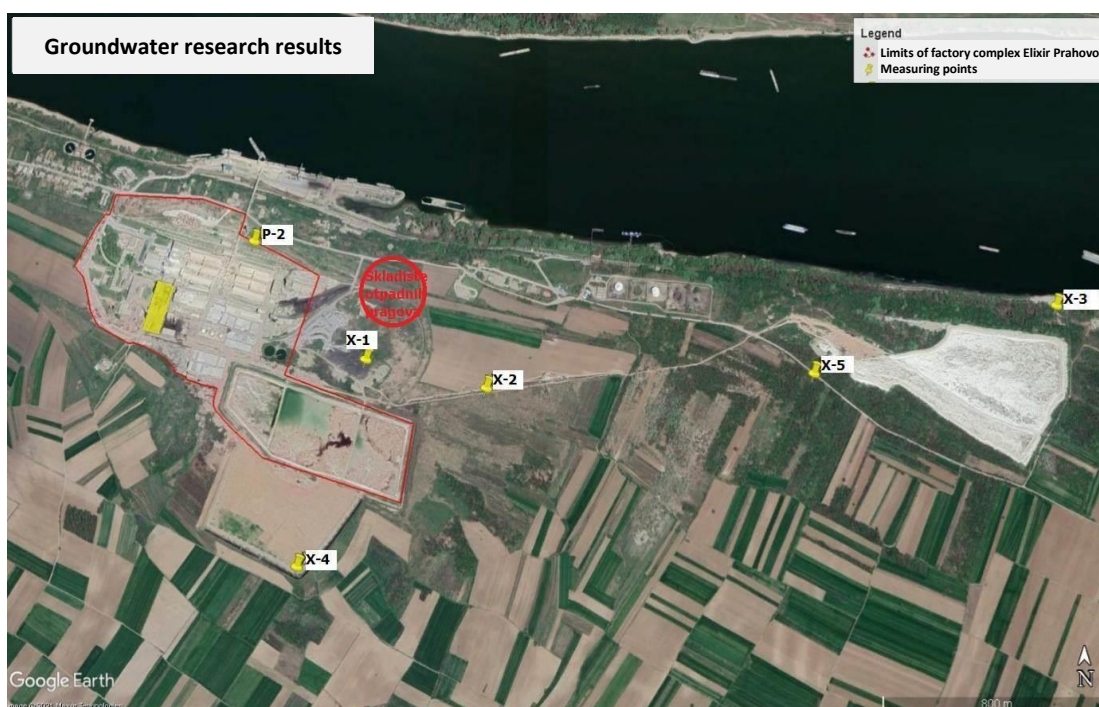 Groundwater research results
Legend
Limits of factory complex Elixir Prahovo
Measuring points
P-2
Skladište
otpadnih
pragova
X-3
X-1
X-5
X-2
X-4
Google Earth
N
800 m